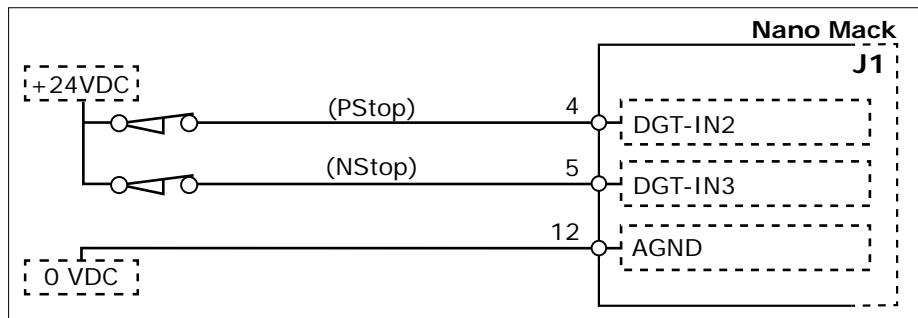 Nano Mack
J1
+24VDC
(PStop)
4
DGT-IN2
(NStop)
5
DGT-IN3
12
AGND
0 VDC